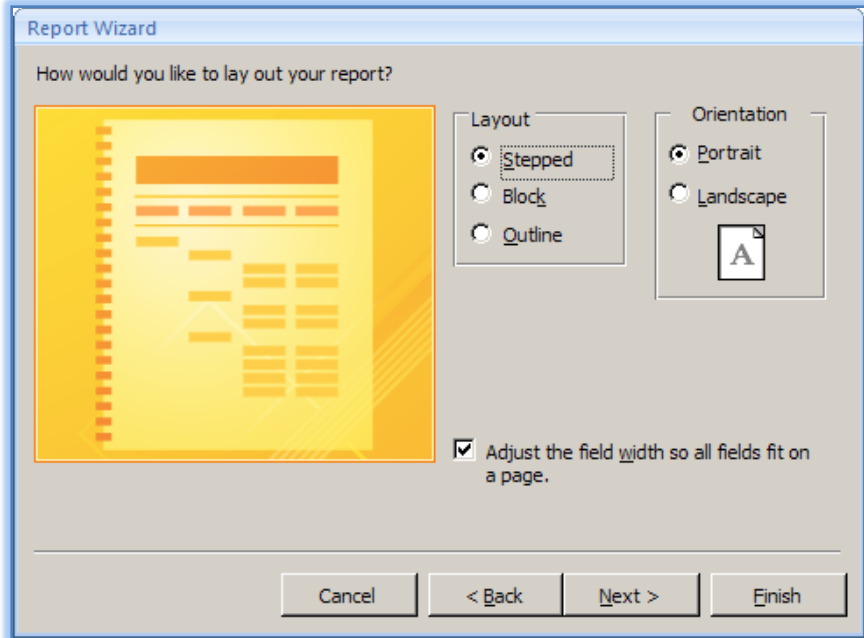 Report Wizard
How would you like to lay out your report?
Layout
Stepped
Block
Outline
Orientation
Portrait
Landscape
A
Adjust the field width so all fields fit on
a page.
Cancel
< Back
Next >
Finish